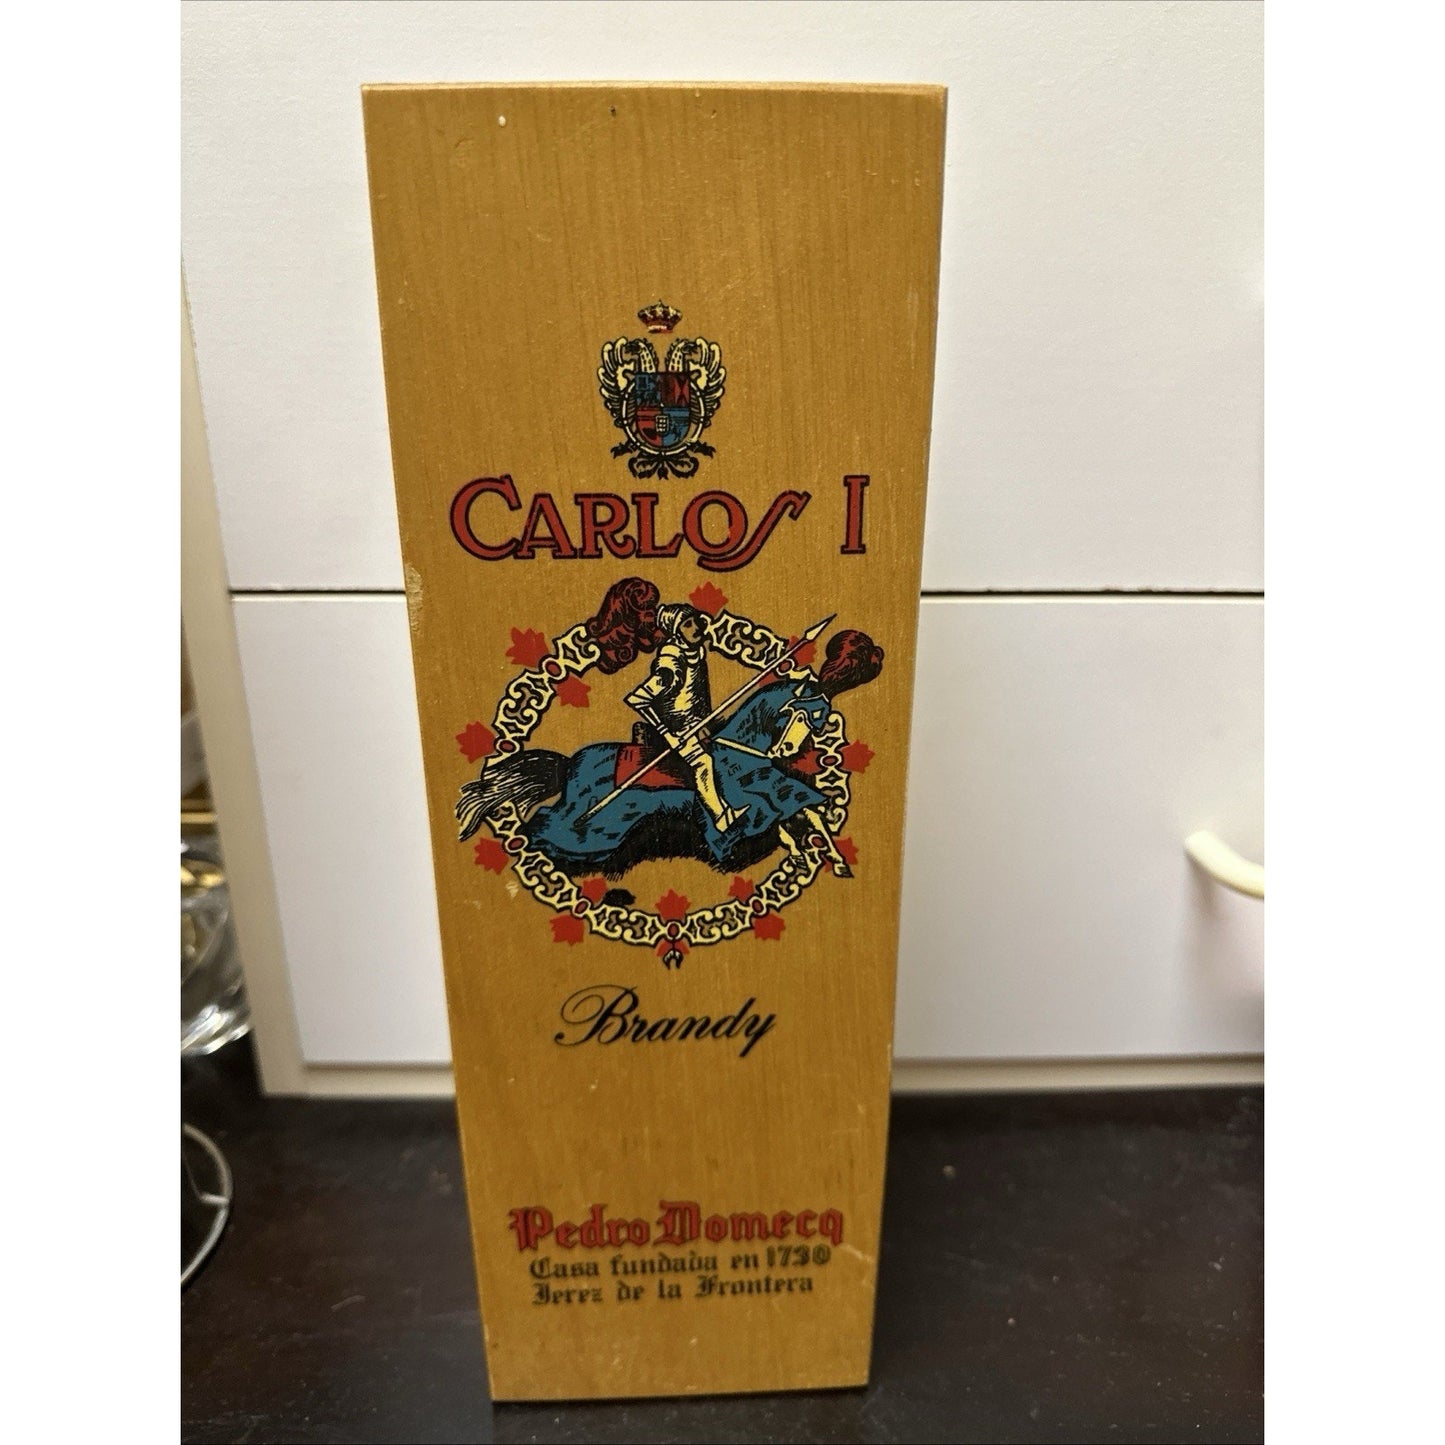 CARLOS I
Brandy
Pedro Domecq
Casa fundada en 1730
Jerez de la Frontera